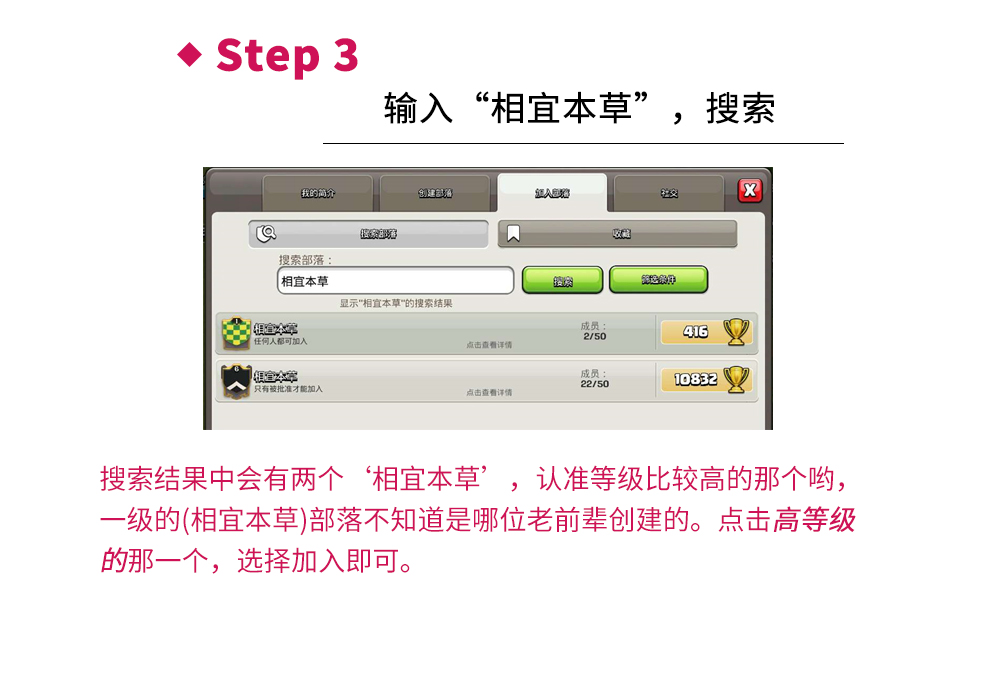 ◆ Step 3
输入“相宜本草”，搜索
我的简介
创建部落
加入部落
社交
X
搜索部落
收藏
搜索部落：
相宜本草
搜索
筛选条件
显示"相宜本草"的搜索结果
1
相宜本草
任何人都可加入
点击查看详情
成员：
2/50
416
6
相宜本草
只有被批准才能加入
点击查看详情
成员：
22/50
10832
搜索结果中会有两个‘相宜本草’，认准等级比较高的那个哟，
一级的(相宜本草)部落不知道是哪位老前辈创建的。点击高等级
的那一个，选择加入即可。